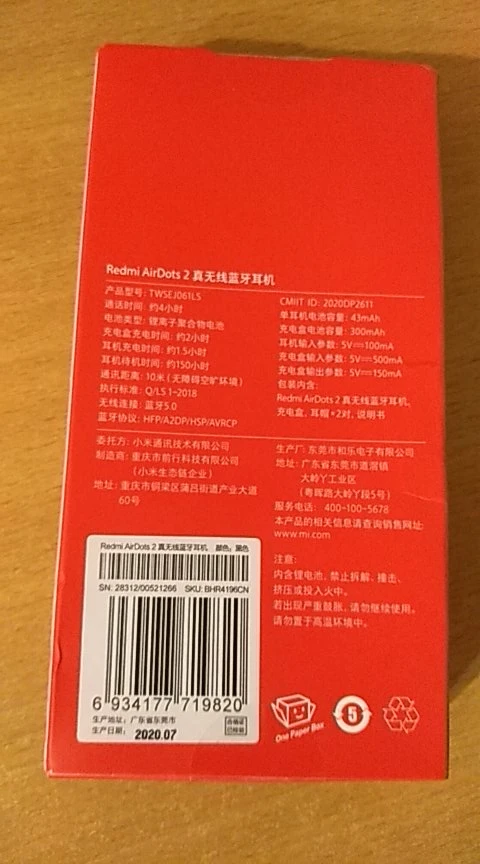 Redmi AirDots 2 真无线蓝牙耳机
产品型号: TWSEJ061LS
通话时间: 约4小时
电池类型: 锂离子聚合物电池
充电盒充电时间: 约2小时
耳机充电时间: 约1.5小时
耳机待机时间: 约150小时
通讯距离: 10米 (无障碍空旷环境)
执行标准: Q/LS 1-2018
无线连接: 蓝牙5.0
蓝牙协议: HFP/A2DP/HSP/AVRCP
CMIIT ID: 2020DP2611
单耳机电池容量: 43mAh
充电盒电池容量: 300mAh
耳机输入参数: 5V⎓100mA
充电盒输入参数: 5V⎓500mA
充电盒输出参数: 5V⎓150mA
包装内含:
Redmi AirDots 2 真无线蓝牙耳机,
充电盒, 耳帽*2对, 说明书
委托方: 小米通讯技术有限公司
制造商: 重庆市前行科技有限公司
(小米生态链企业)
地址: 重庆市铜梁区蒲吕街道产业大道
60号
生产厂: 东莞市和乐电子有限公司
地址: 广东省东莞市道滘镇
大岭丫工业区
(粤晖路大岭丫段5号)
服务电话: 400-100-5678
本产品的相关信息请查询销售网址:
www.mi.com
注意:
内含锂电池, 禁止拆解、撞击、
挤压或投入火中。
若出现严重鼓胀, 请勿继续使用。
请勿置于高温环境中。
Redmi AirDots 2 真无线蓝牙耳机 颜色: 黑色
SN: 28312/00521266 SKU: BHR4196CN
6 934177 719820
生产地址: 广东省东莞市
生产日期: 2020.07
合格证
已检验
One Paper Box
5